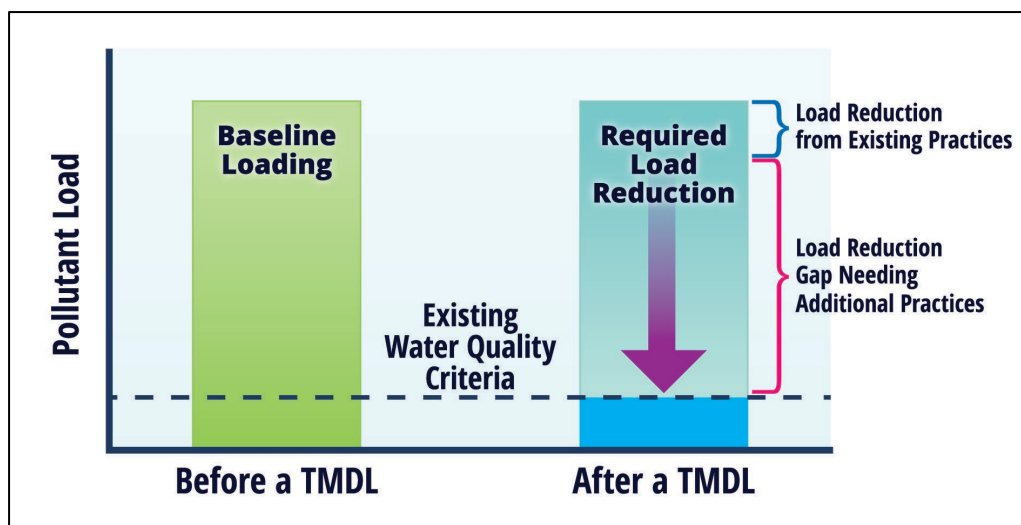 Pollutant Load
Baseline
Loading
Required
Load
Reduction
Load Reduction
from Existing Practices
Load Reduction
Gap Needing
Additional Practices
Existing
Water Quality
Criteria
Before a TMDL
After a TMDL